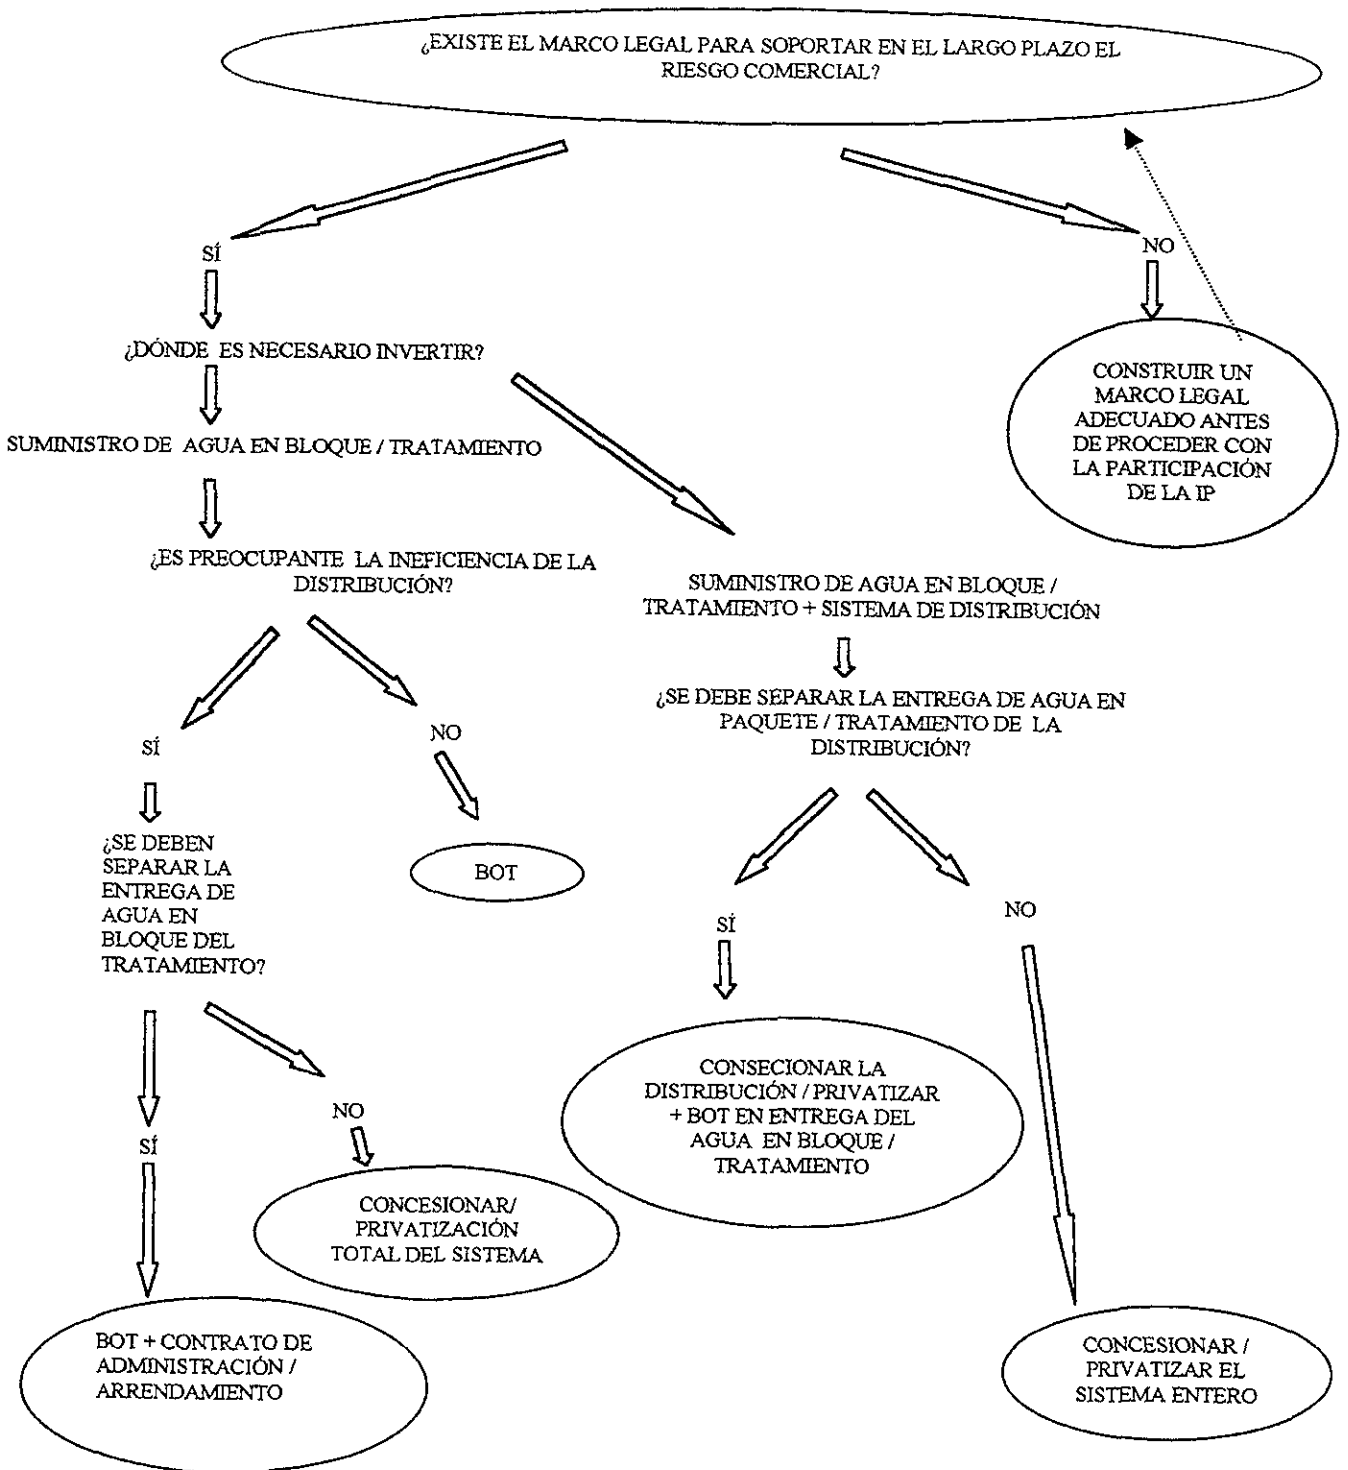 ¿EXISTE EL MARCO LEGAL PARA SOPORTAR EN EL LARGO PLAZO EL
RIESGO COMERCIAL?
SÍ
NO
¿DÓNDE ES NECESARIO INVERTIR?
CONSTRUIR UN
MARCO LEGAL
ADECUADO ANTES
DE PROCEDER CON
LA PARTICIPACIÓN
DE LA IP
SUMINISTRO DE AGUA EN BLOQUE / TRATAMIENTO
¿ES PREOCUPANTE LA INEFICIENCIA DE LA
DISTRIBUCIÓN?
SUMINISTRO DE AGUA EN BLOQUE /
TRATAMIENTO + SISTEMA DE DISTRIBUCIÓN
¿SE DEBE SEPARAR LA ENTREGA DE AGUA EN
PAQUETE / TRATAMIENTO DE LA
DISTRIBUCIÓN?
SÍ
NO
¿SE DEBEN
SEPARAR LA
ENTREGA DE
AGUA EN
BLOQUE DEL
TRATAMIENTO?
BOT
SÍ
NO
CONSECIONAR LA
DISTRIBUCIÓN / PRIVATIZAR
+ BOT EN ENTREGA DEL
AGUA EN BLOQUE /
TRATAMIENTO
NO
SÍ
CONCESIONAR/
PRIVATIZACIÓN
TOTAL DEL SISTEMA
BOT + CONTRATO DE
ADMINISTRACIÓN /
ARRENDAMIENTO
CONCESIONAR /
PRIVATIZAR EL
SISTEMA ENTERO